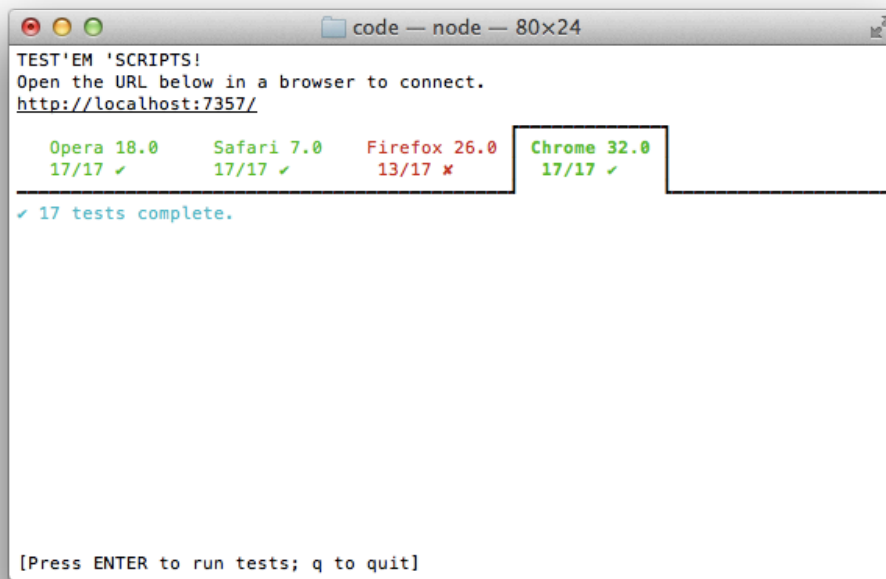 code — node — 80×24
TEST'EM 'SCRIPTS!
Open the URL below in a browser to connect.
http://localhost:7357/
Opera 18.0 Safari 7.0 Firefox 26.0 Chrome 32.0
17/17 ✔ 17/17 ✔ 13/17 ✘ 17/17 ✔
✔ 17 tests complete.
[Press ENTER to run tests; q to quit]